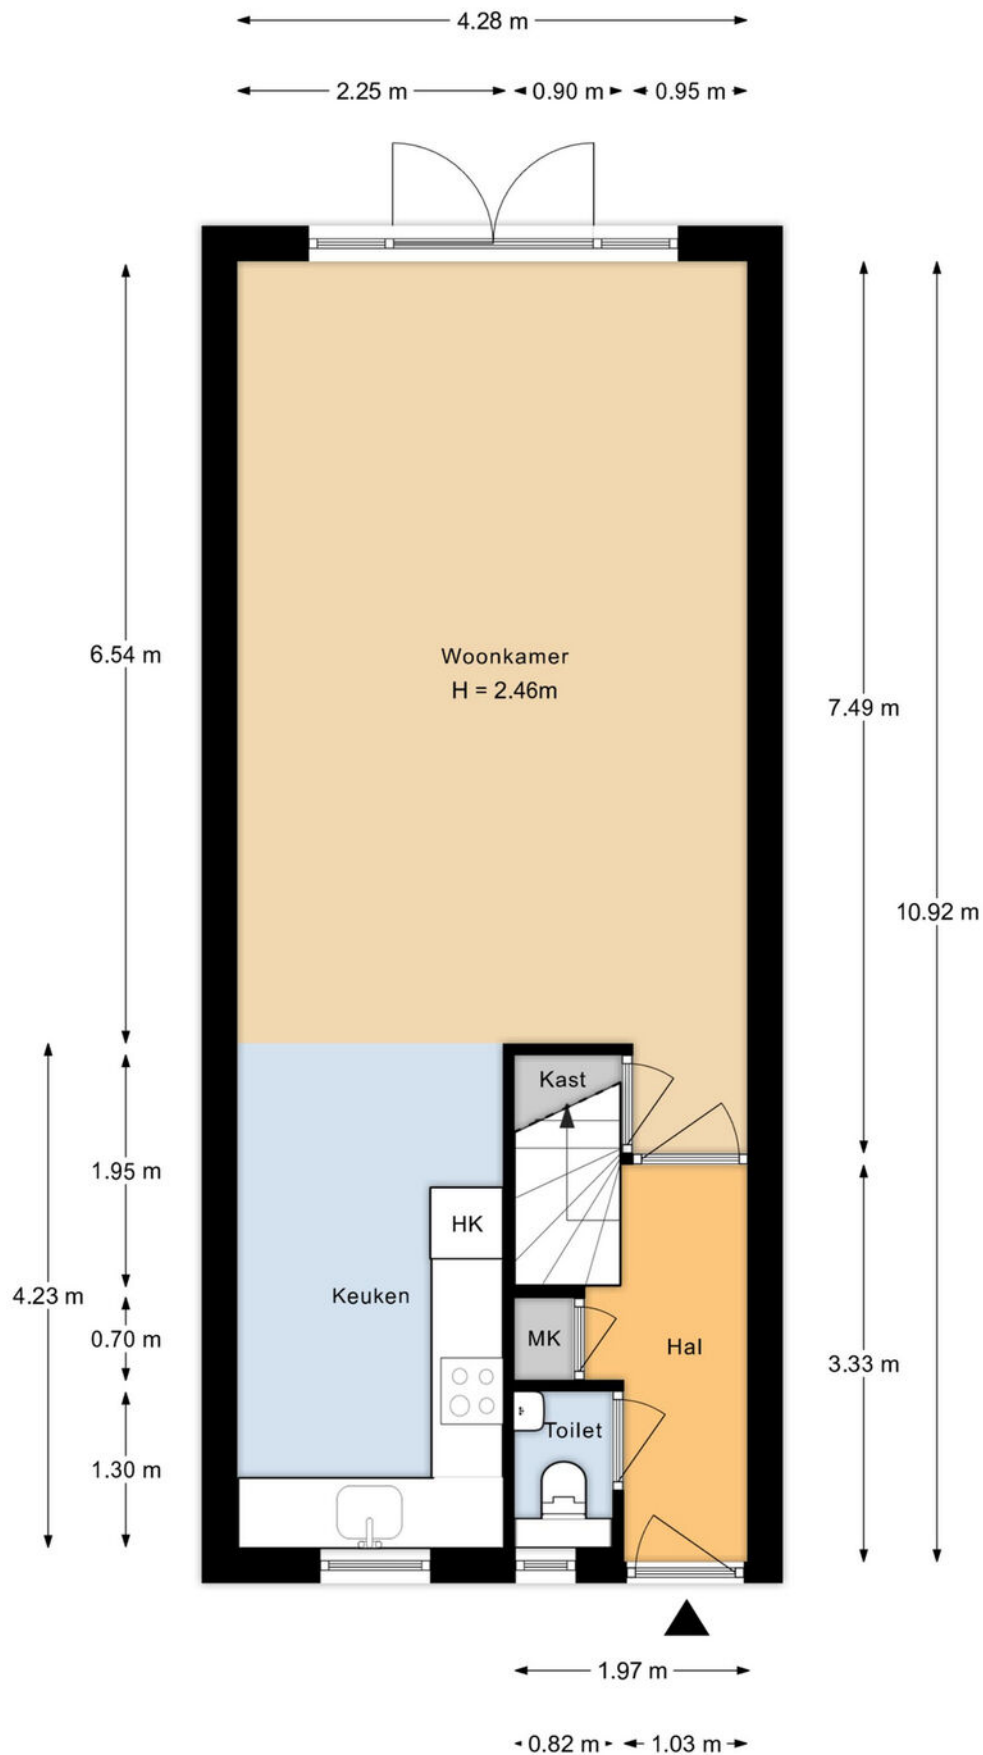 4.28 m
2.25 m
0.90 m
0.95 m
6.54 m
Woonkamer
H = 2.46m
7.49 m
10.92 m
Kast
1.95 m
HK
4.23 m
Keuken
0.70 m
MK
Hal
3.33 m
Toilet
1.30 m
1.97 m
0.82 m
1.03 m